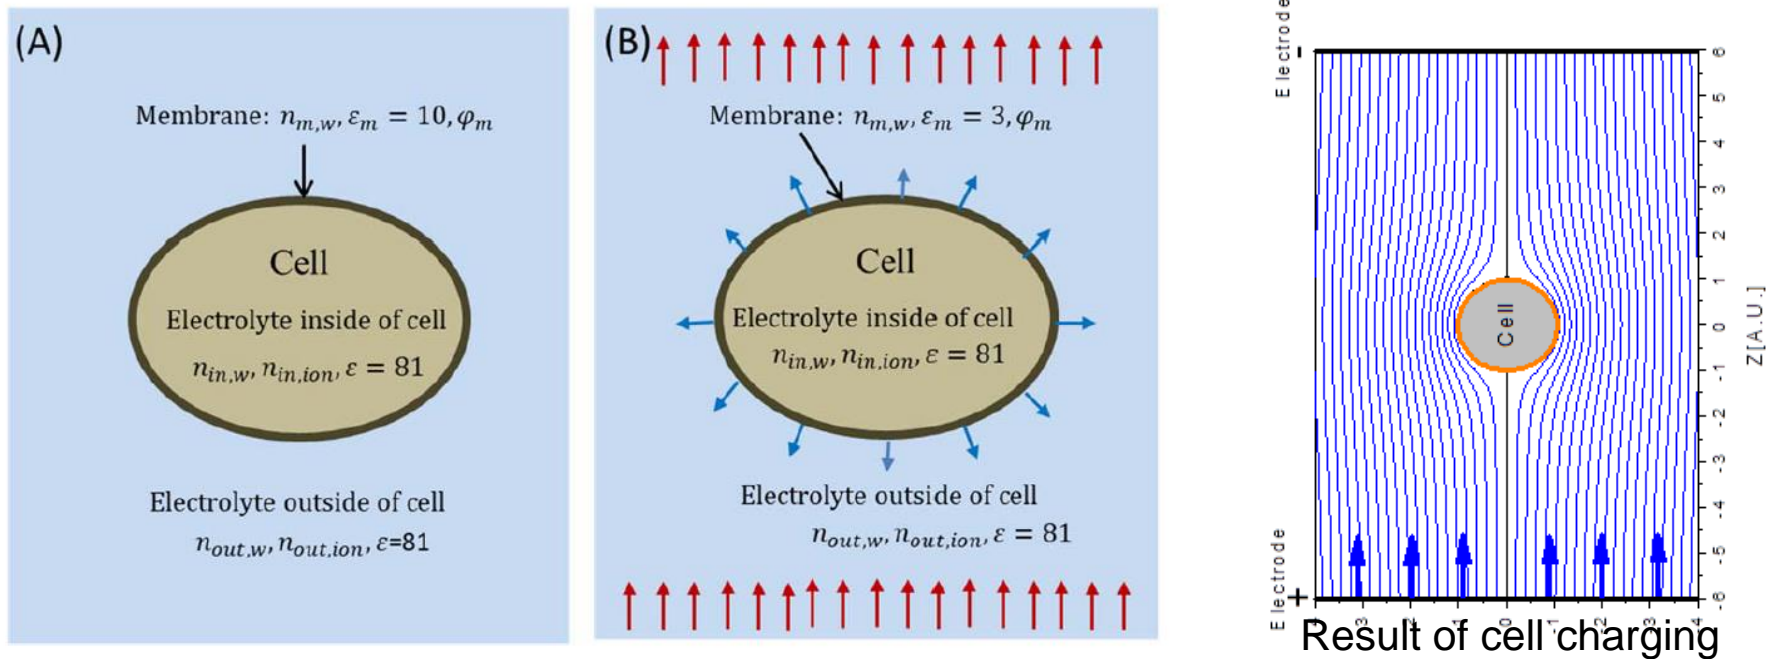 (A)
Membrane: n_{m,w}, ε_m = 10, φ_m
Cell
Electrolyte inside of cell
n_{in,w}, n_{in,ion}, ε = 81
Electrolyte outside of cell
n_{out,w}, n_{out,ion}, ε=81
(B)
Membrane: n_{m,w}, ε_m = 3, φ_m
Cell
Electrolyte inside of cell
n_{in,w}, n_{in,ion}, ε = 81
Electrolyte outside of cell
n_{out,w}, n_{out,ion}, ε = 81
Electrode -
Electrode +
Cell
6
5
4
3
2
1
0
-1
-2
-3
-4
-5
-6
Z[A.U.]
4 3 2 1 0 1 2 3 4
Result of cell charging